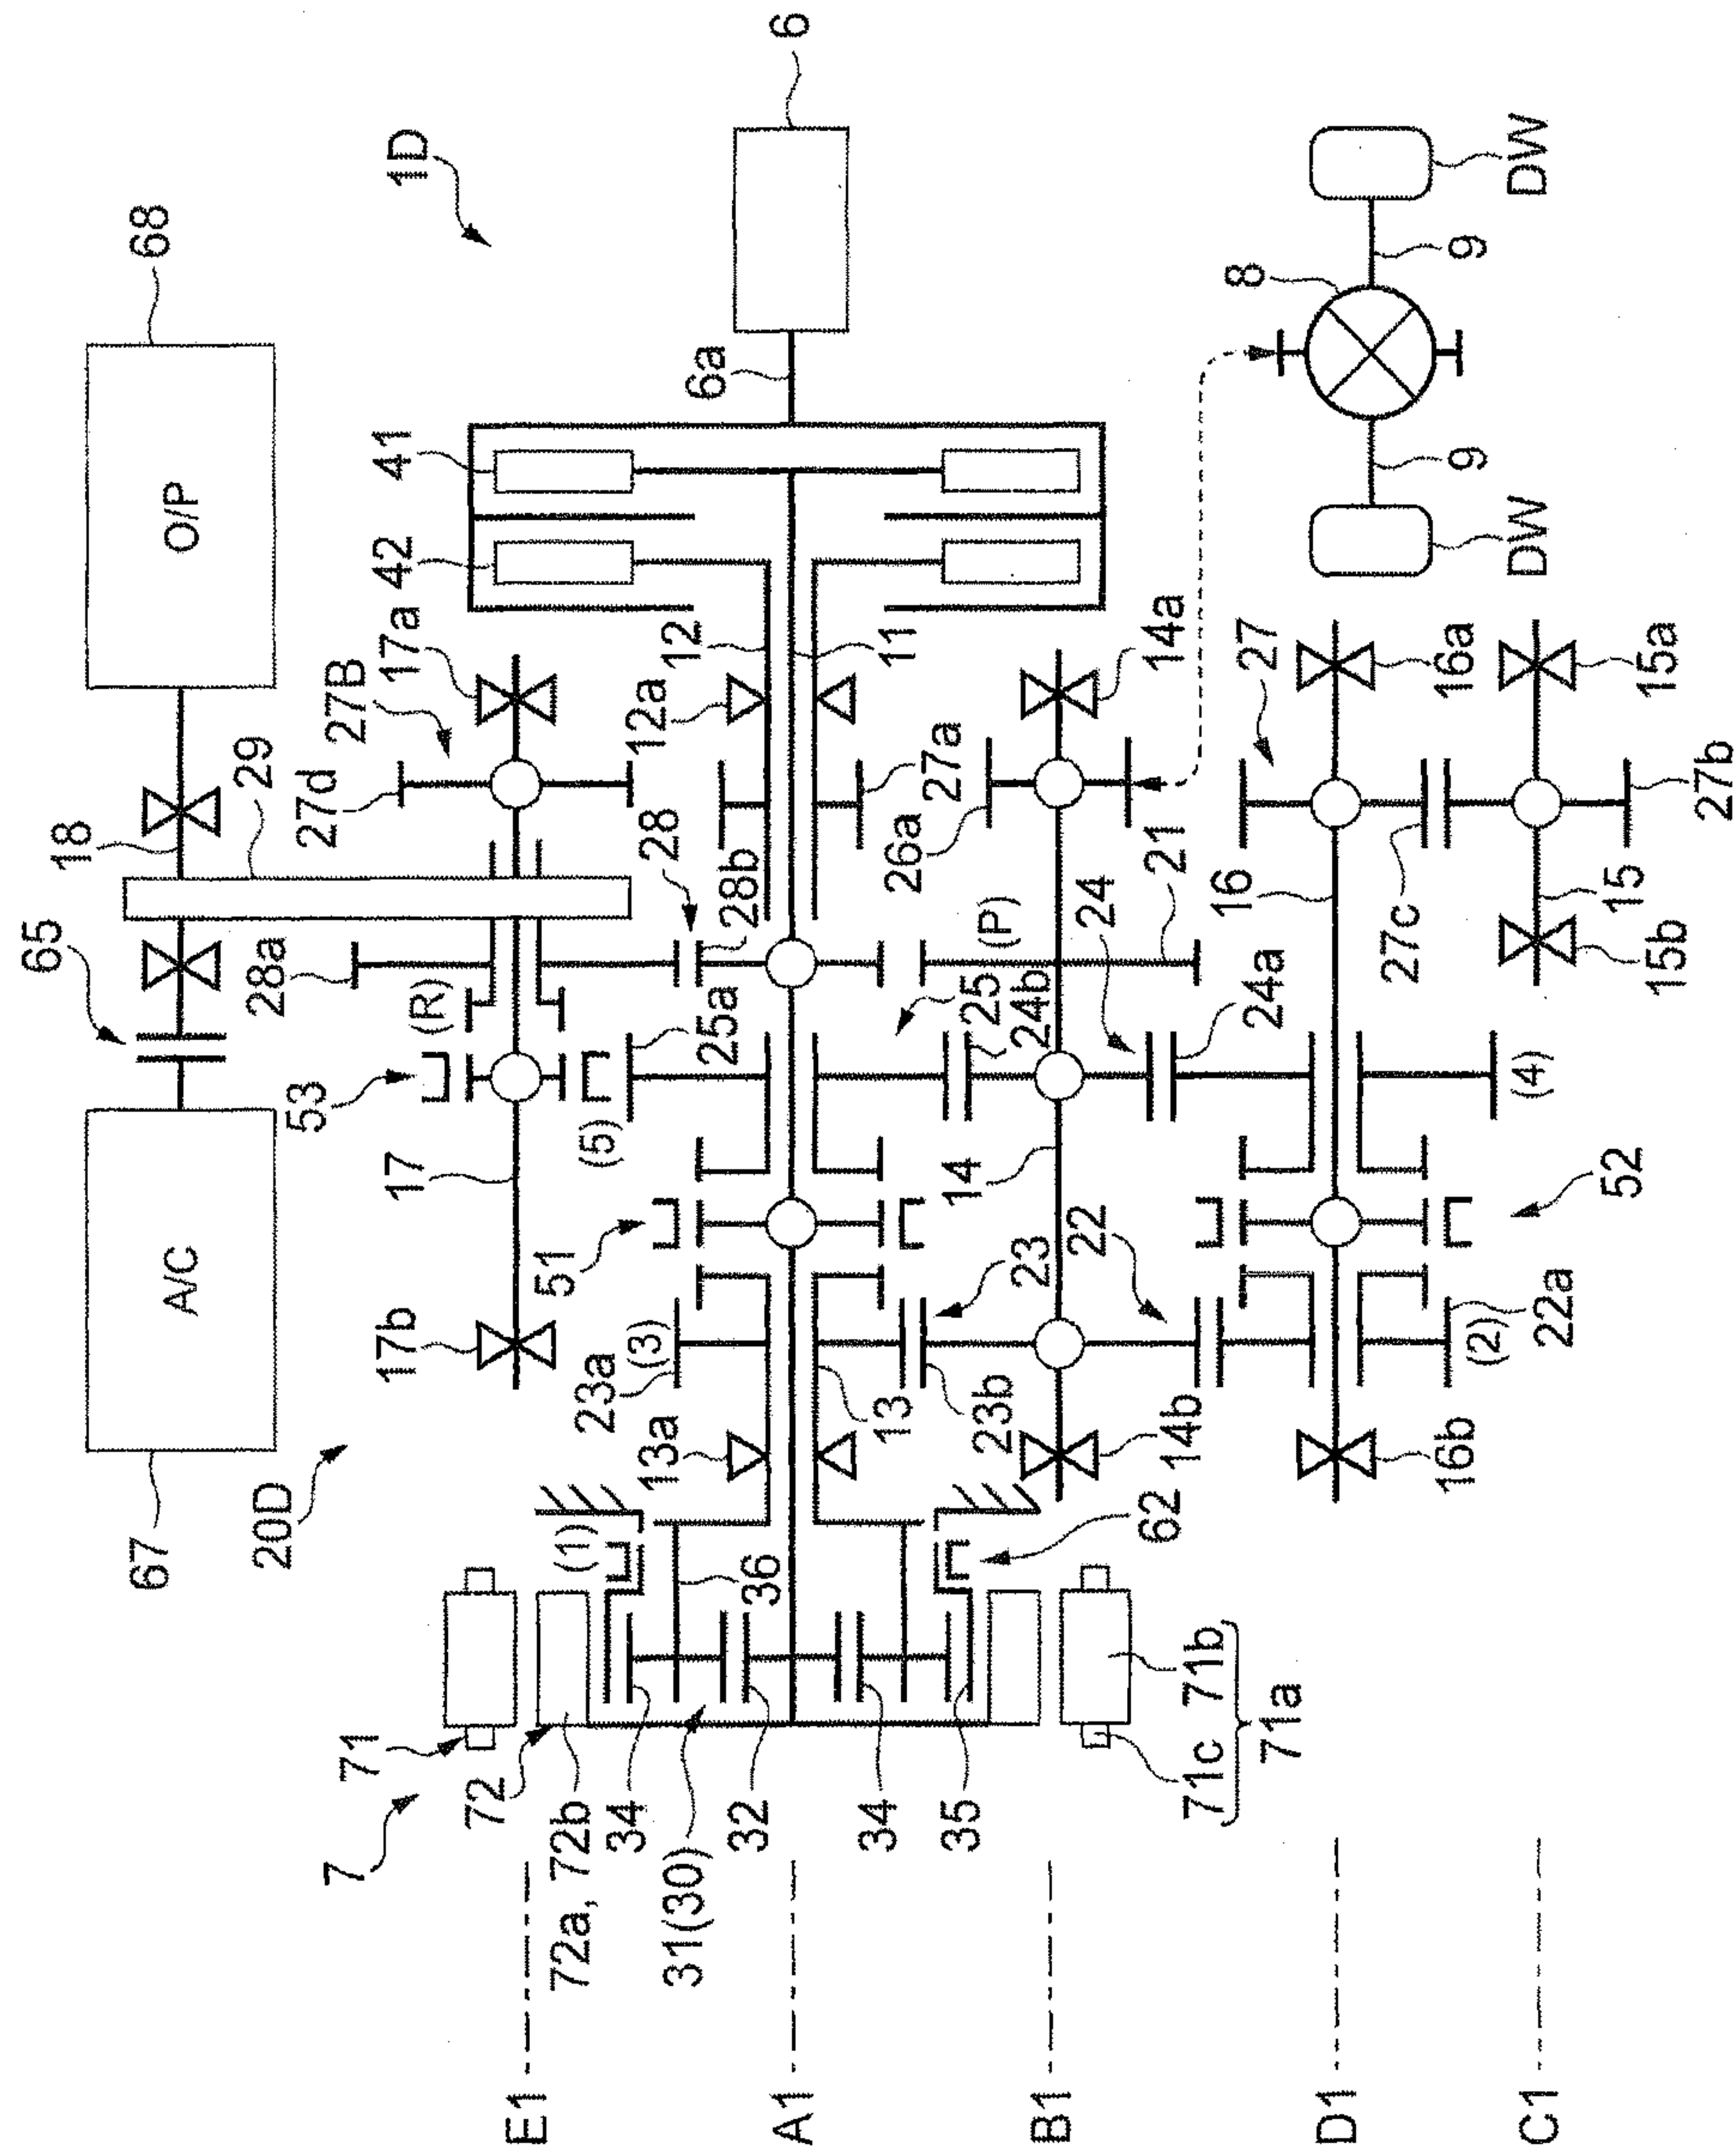 6
1D
68
O/P
6a
41
42
DW
9
8
9
DW
18
29
27B
17a
27d
12
12a
11
14a
27
16a
15a
65
28
28a
28b
27a
26a
21
(P)
16
27c
15
15b
27b
A/C
53
(R)
25a
(5)
25
24b
24
24a
(4)
17
17b
51
14
52
67
20D
23a
(3)
13a
13
23
23b
22
14b
(2)
22a
16b
(1)
36
62
7
71
72
72a, 72b
34
31(30)
32
34
35
71c 71b
71a
E1
A1
B1
D1
C1